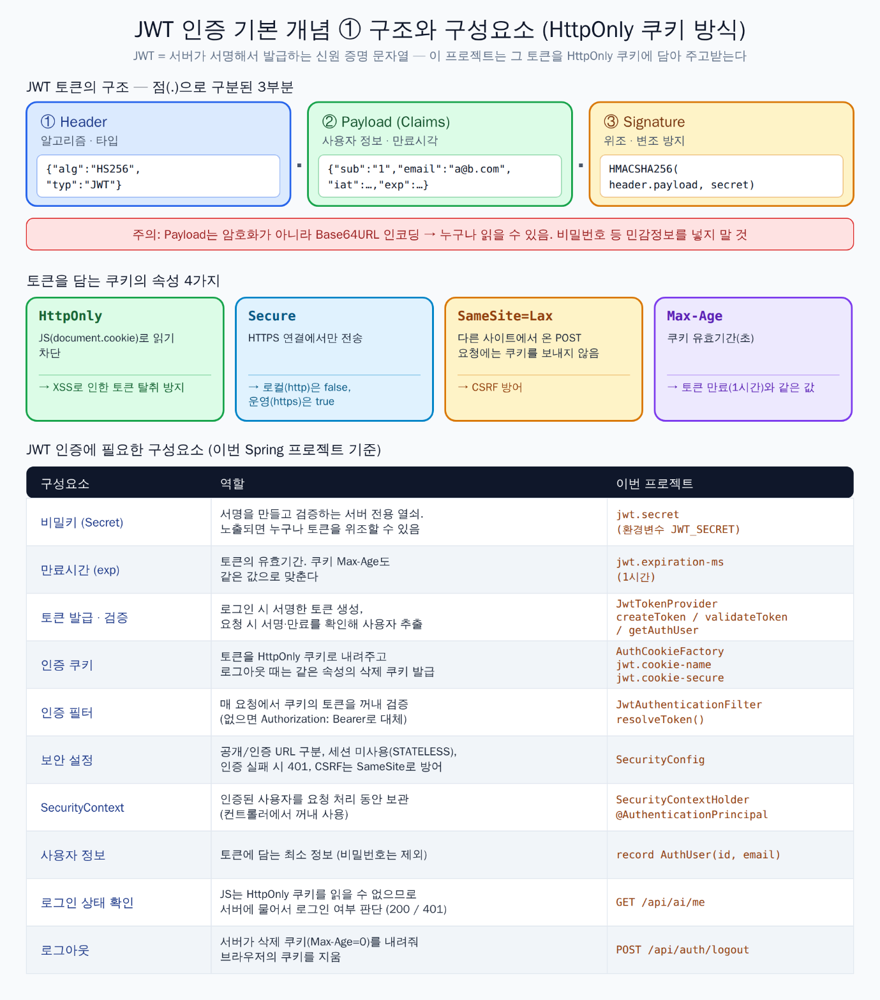 JWT 인증 기본 개념 ① 구조와 구성요소 (HttpOnly 쿠키 방식)
JWT = 서버가 서명해서 발급하는 신원 증명 문자열 — 이 프로젝트는 그 토큰을 HttpOnly 쿠키에 담아 주고받는다
JWT 토큰의 구조 — 점(.)으로 구분된 3부분
① Header
알고리즘 · 타입
{"alg":"HS256",
"typ":"JWT"}
.
② Payload (Claims)
사용자 정보 · 만료시각
{"sub":"1","email":"a@b.com",
"iat":…,"exp":…}
.
③ Signature
위조 · 변조 방지
HMACSHA256(
header.payload, secret)
주의: Payload는 암호화가 아니라 Base64URL 인코딩 → 누구나 읽을 수 있음. 비밀번호 등 민감정보를 넣지 말 것
토큰을 담는 쿠키의 속성 4가지
HttpOnly
JS(document.cookie)로 읽기
차단
→ XSS로 인한 토큰 탈취 방지
Secure
HTTPS 연결에서만 전송
→ 로컬(http)은 false,
운영(https)은 true
SameSite=Lax
다른 사이트에서 온 POST
요청에는 쿠키를 보내지 않음
→ CSRF 방어
Max-Age
쿠키 유효기간(초)
→ 토큰 만료(1시간)와 같은 값
JWT 인증에 필요한 구성요소 (이번 Spring 프로젝트 기준)
구성요소
역할
이번 프로젝트
비밀키 (Secret)
서명을 만들고 검증하는 서버 전용 열쇠.
노출되면 누구나 토큰을 위조할 수 있음
jwt.secret
(환경변수 JWT_SECRET)
만료시간 (exp)
토큰의 유효기간. 쿠키 Max-Age도
같은 값으로 맞춘다
jwt.expiration-ms
(1시간)
토큰 발급 · 검증
로그인 시 서명한 토큰 생성,
요청 시 서명·만료를 확인해 사용자 추출
JwtTokenProvider
createToken / validateToken
/ getAuthUser
인증 쿠키
토큰을 HttpOnly 쿠키로 내려주고
로그아웃 때는 같은 속성의 삭제 쿠키 발급
AuthCookieFactory
jwt.cookie-name
jwt.cookie-secure
인증 필터
매 요청에서 쿠키의 토큰을 꺼내 검증
(없으면 Authorization: Bearer로 대체)
JwtAuthenticationFilter
resolveToken()
보안 설정
공개/인증 URL 구분, 세션 미사용(STATELESS),
인증 실패 시 401, CSRF는 SameSite로 방어
SecurityConfig
SecurityContext
인증된 사용자를 요청 처리 동안 보관
(컨트롤러에서 꺼내 사용)
SecurityContextHolder
@AuthenticationPrincipal
사용자 정보
토큰에 담는 최소 정보 (비밀번호는 제외)
record AuthUser(id, email)
로그인 상태 확인
JS는 HttpOnly 쿠키를 읽을 수 없으므로
서버에 물어서 로그인 여부 판단 (200 / 401)
GET /api/ai/me
로그아웃
서버가 삭제 쿠키(Max-Age=0)를 내려줘
브라우저의 쿠키를 지움
POST /api/auth/logout